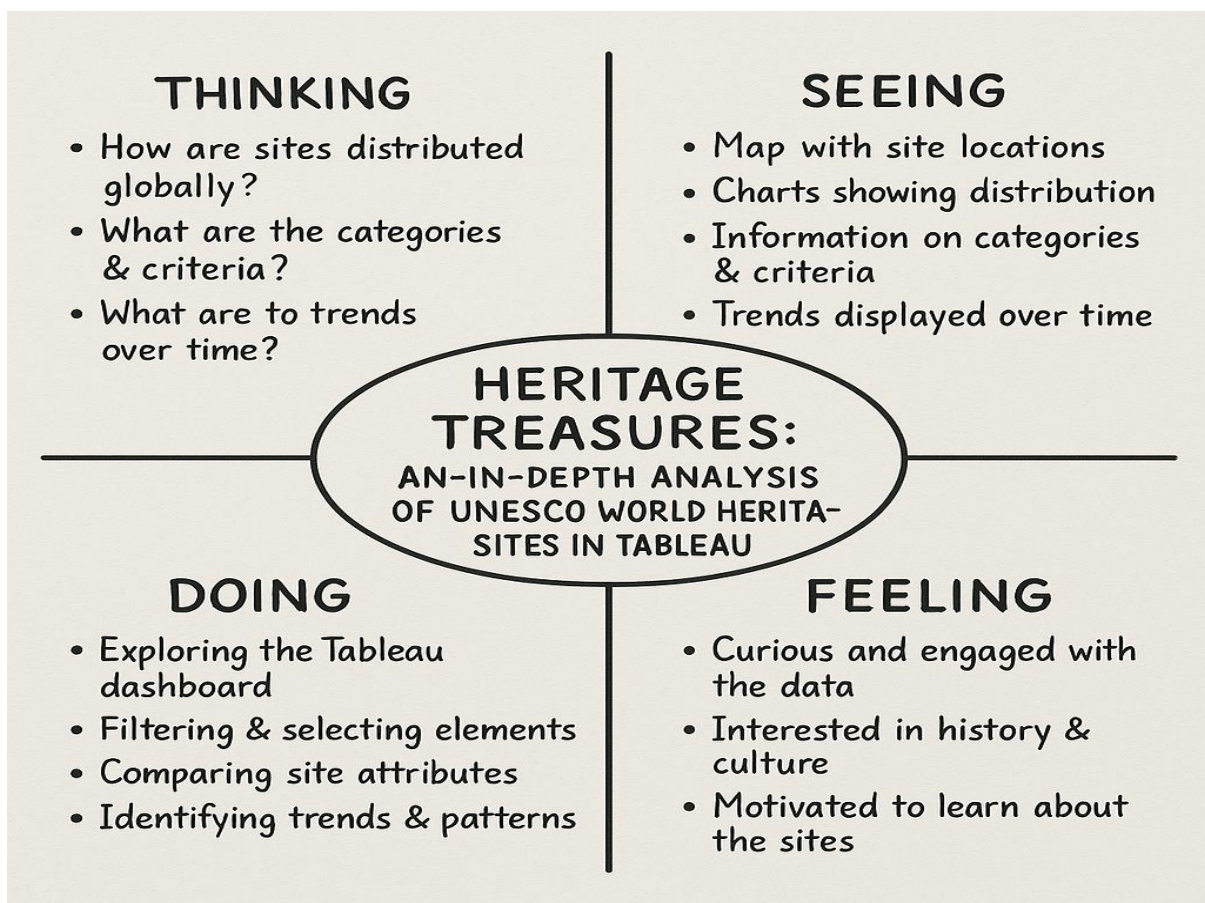 THINKING
• How are sites distributed
globally?
• What are the categories
& criteria?
• What are to trends
over time?
SEEING
• Map with site locations
• Charts showing distribution
• Information on categories
& criteria
• Trends displayed over time
HERITAGE
TREASURES:
AN-IN-DEPTH ANALYSIS
OF UNESCO WORLD HERITA-
SITES IN TABLEAU
DOING
• Exploring the Tableau
dashboard
• Filtering & selecting elements
• Comparing site attributes
• Identifying trends & patterns
FEELING
• Curious and engaged with
the data
• Interested in history &
culture
• Motivated to learn about
the sites